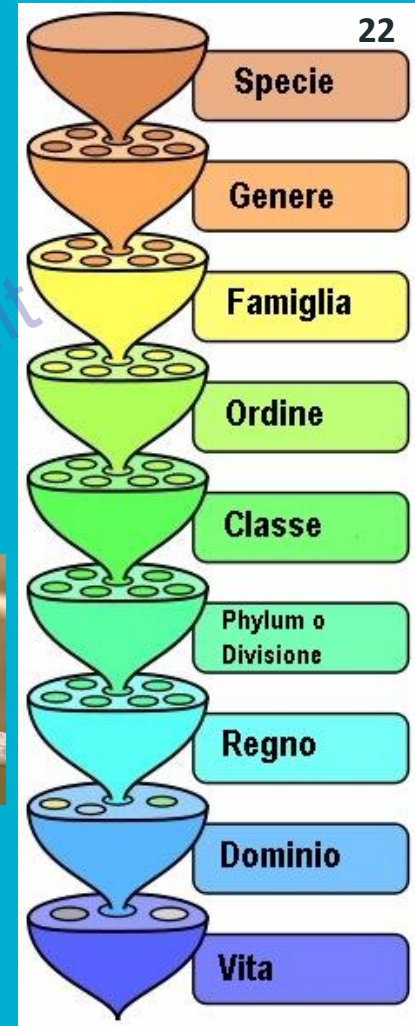 22
Specie
Genere
Famiglia
Ordine
Classe
Phylum o
Divisione
Regno
Dominio
Vita